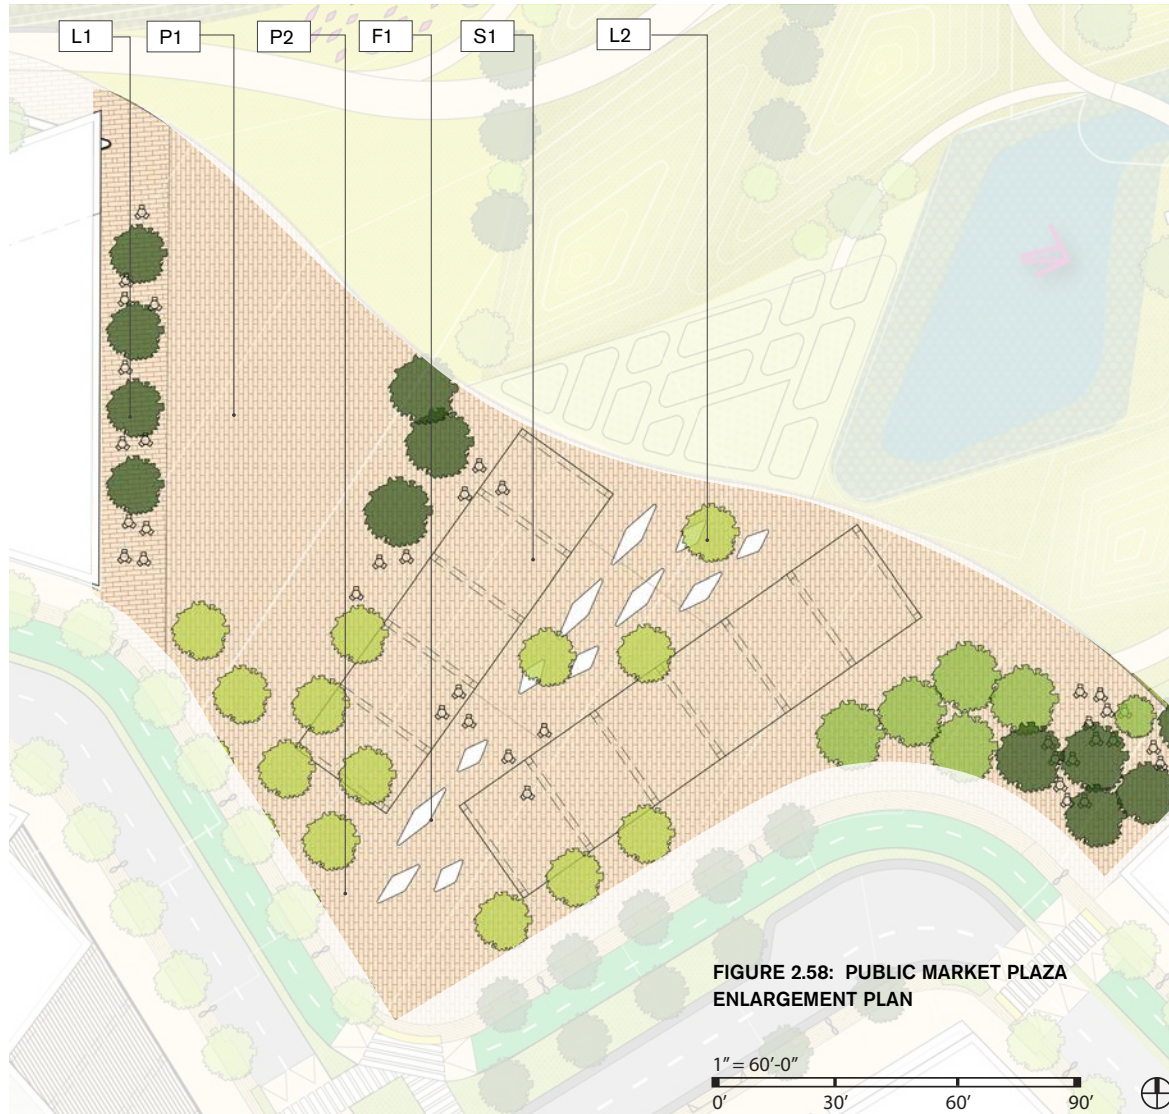 L1 P1 P2 F1 S1 L2
FIGURE 2.58: PUBLIC MARKET PLAZA
ENLARGEMENT PLAN
1″ = 60′-0″
0′ 30′ 60′ 90′